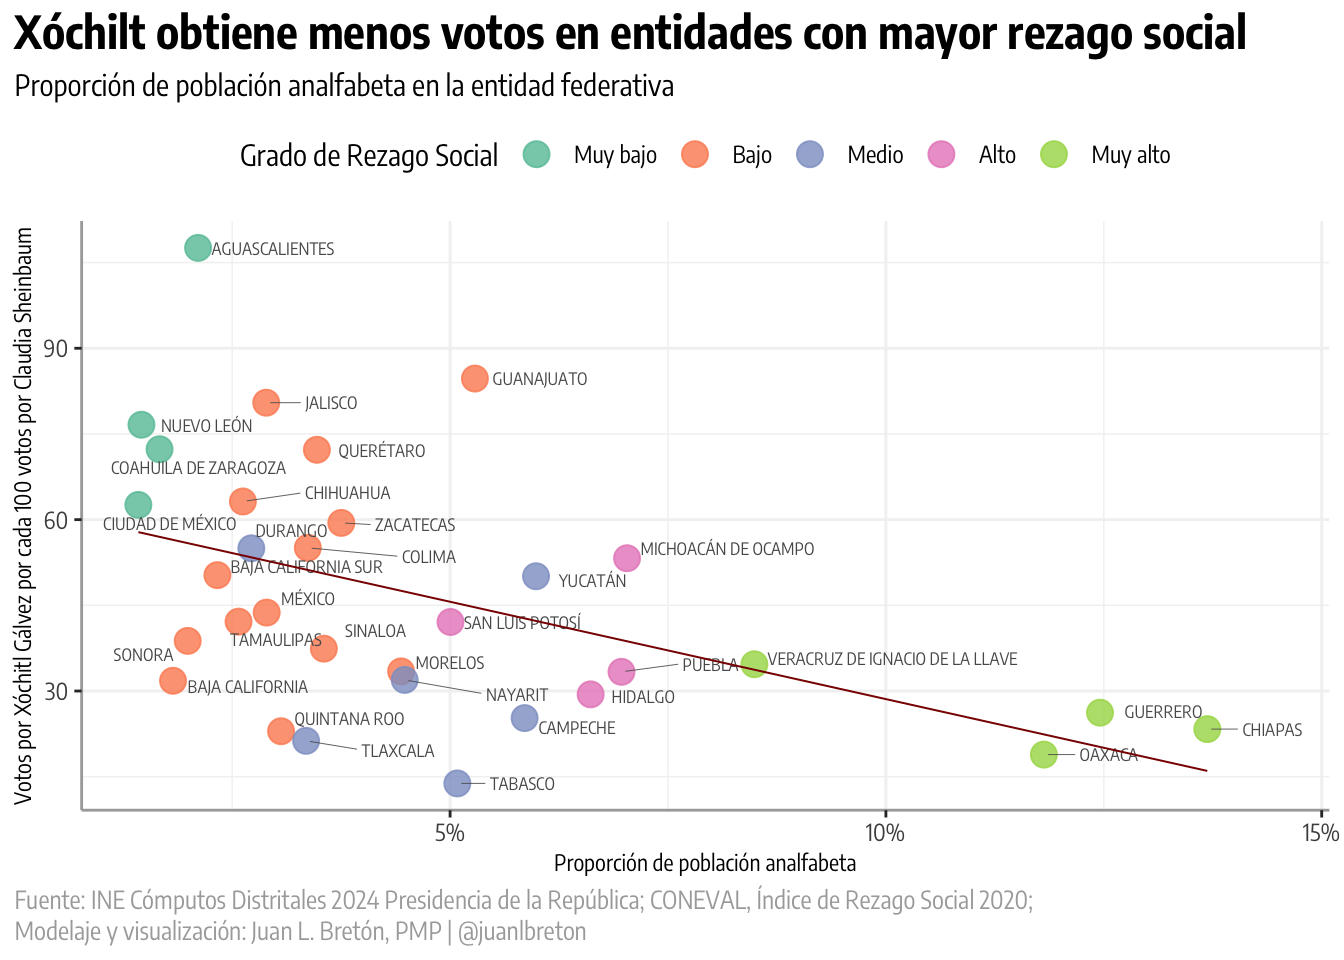 Xóchilt obtiene menos votos en entidades con mayor rezago social
Proporción de población analfabeta en la entidad federativa
Grado de Rezago Social Muy bajo Bajo Medio Alto Muy alto
Votos por Xóchitl Gálvez por cada 100 votos por Claudia Sheinbaum
AGUASCALIENTES
90
GUANAJUATO
JALISCO
NUEVO LEÓN
QUERÉTARO
COAHUILA DE ZARAGOZA
CHIHUAHUA
60
CIUDAD DE MÉXICO
ZACATECAS
DURANGO
MICHOACÁN DE OCAMPO
COLIMA
BAJA CALIFORNIA SUR
YUCATÁN
MÉXICO
SAN LUIS POTOSÍ
SINALOA
TAMAULIPAS
SONORA
VERACRUZ DE IGNACIO DE LA LLAVE
MORELOS
PUEBLA
BAJA CALIFORNIA
30
NAYARIT
HIDALGO
GUERRERO
QUINTANA ROO
CAMPECHE
CHIAPAS
TLAXCALA
OAXACA
TABASCO
5% 10% 15%
Proporción de población analfabeta
Fuente: INE Cómputos Distritales 2024 Presidencia de la República; CONEVAL, Índice de Rezago Social 2020;
Modelaje y visualización: Juan L. Bretón, PMP | @juanlbreton